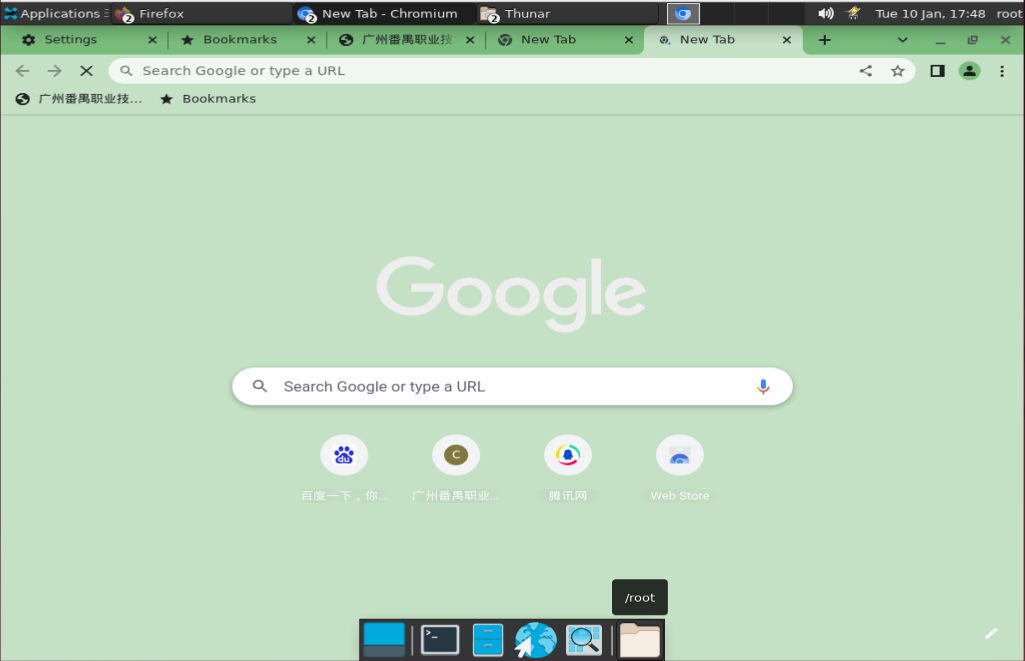 Applications
Firefox
New Tab - Chromium
Thunar
Tue 10 Jan, 17:48
root
Settings
Bookmarks
广州番禺职业技
New Tab
New Tab
Search Google or type a URL
广州番禺职业技...
Bookmarks
Google
Search Google or type a URL
du
C
百度一下，你...
广州番禺职业...
腾讯网
Web Store
/root